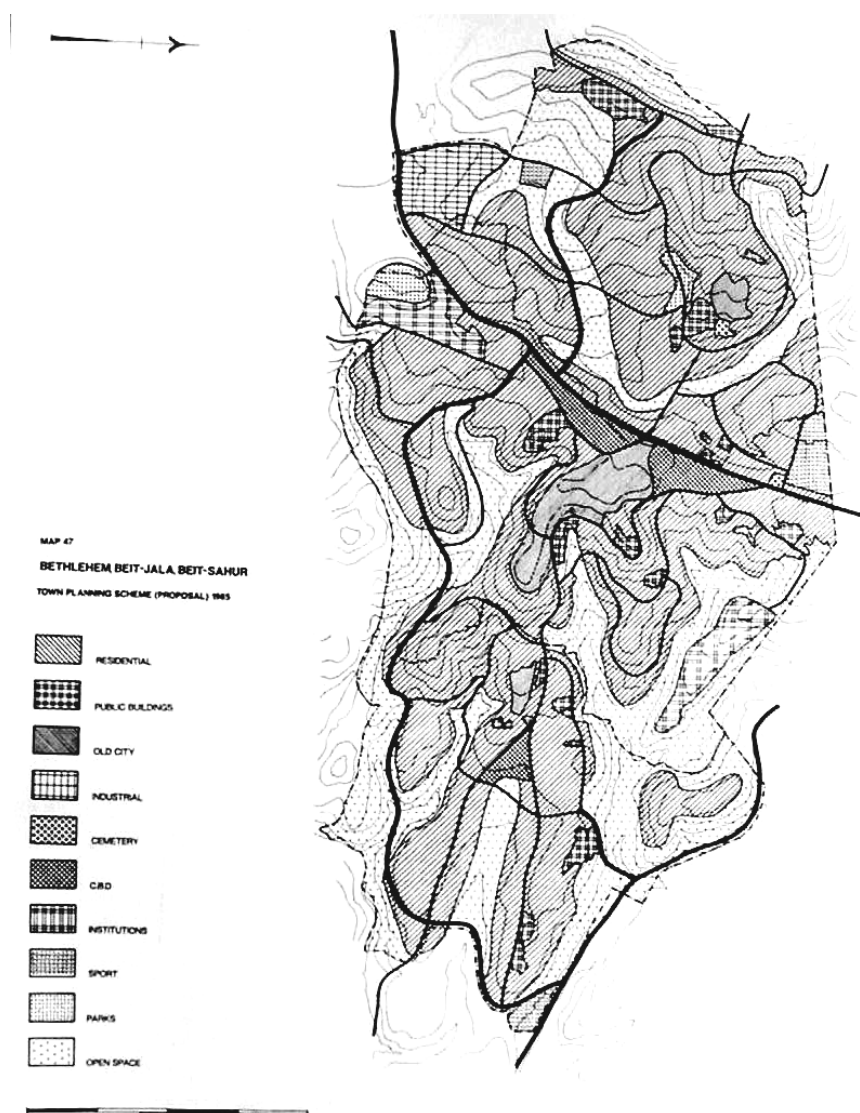 MAP 47
BETHLEHEM, BEIT-JALA, BEIT-SAHUR
TOWN PLANNING SCHEME (PROPOSAL) 1985
RESIDENTIAL
PUBLIC BUILDINGS
OLD CITY
INDUSTRIAL
CEMETERY
C.B.D
INSTITUTIONS
SPORT
PARKS
OPEN SPACE